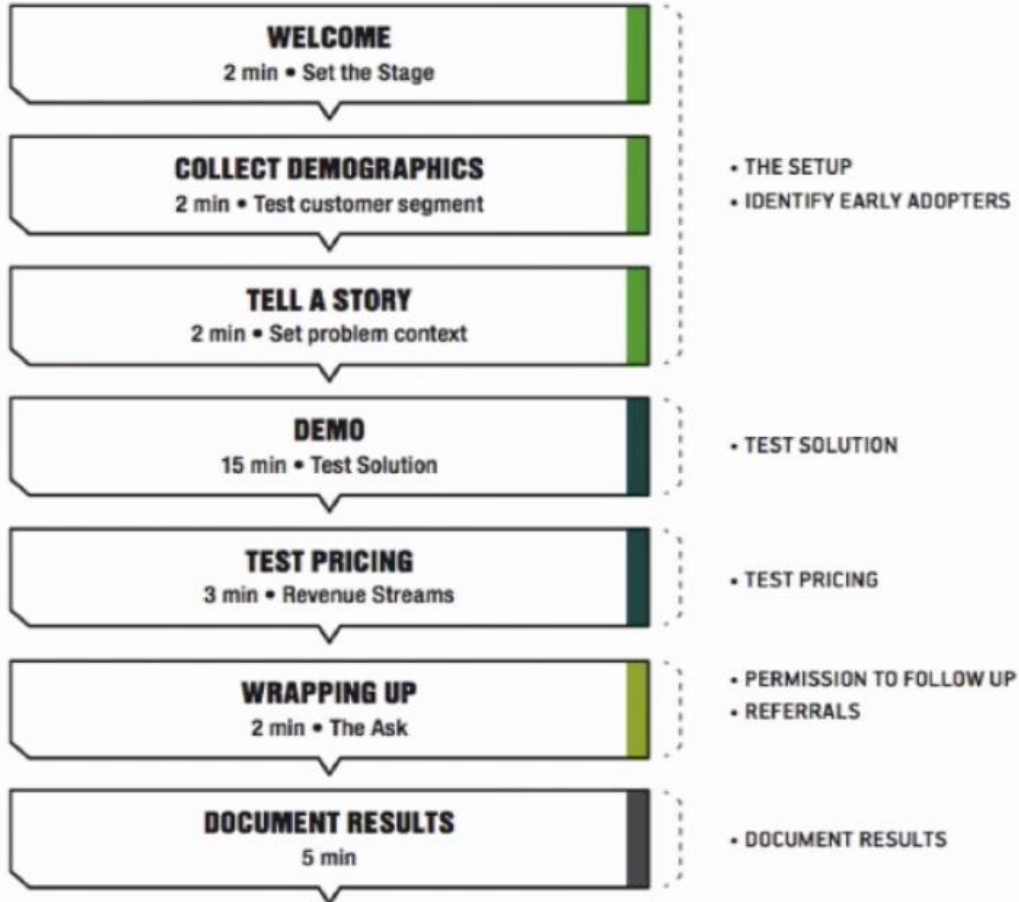 WELCOME
2 min • Set the Stage
COLLECT DEMOGRAPHICS
2 min • Test customer segment
• THE SETUP
• IDENTIFY EARLY ADOPTERS
TELL A STORY
2 min • Set problem context
DEMO
15 min • Test Solution
• TEST SOLUTION
TEST PRICING
3 min • Revenue Streams
• TEST PRICING
WRAPPING UP
2 min • The Ask
• PERMISSION TO FOLLOW UP
• REFERRALS
DOCUMENT RESULTS
5 min
• DOCUMENT RESULTS